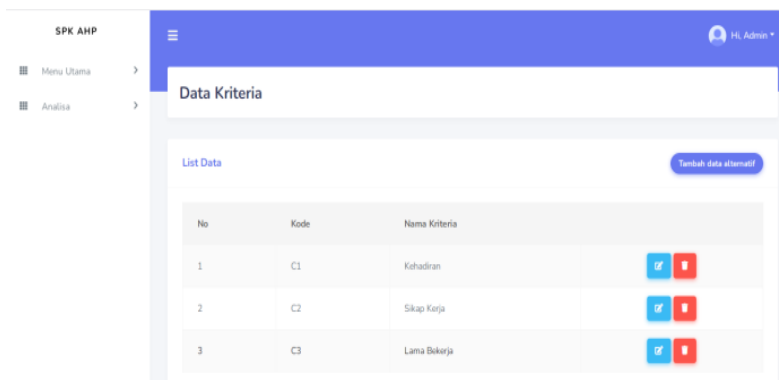 SPK AHP
Hi, Admin
Menu Utama
Analisa
Data Kriteria
List Data
Tambah data alternatif
No Kode Nama Kriteria
1 C1 Kehadiran
2 C2 Sikap Kerja
3 C3 Lama Bekerja